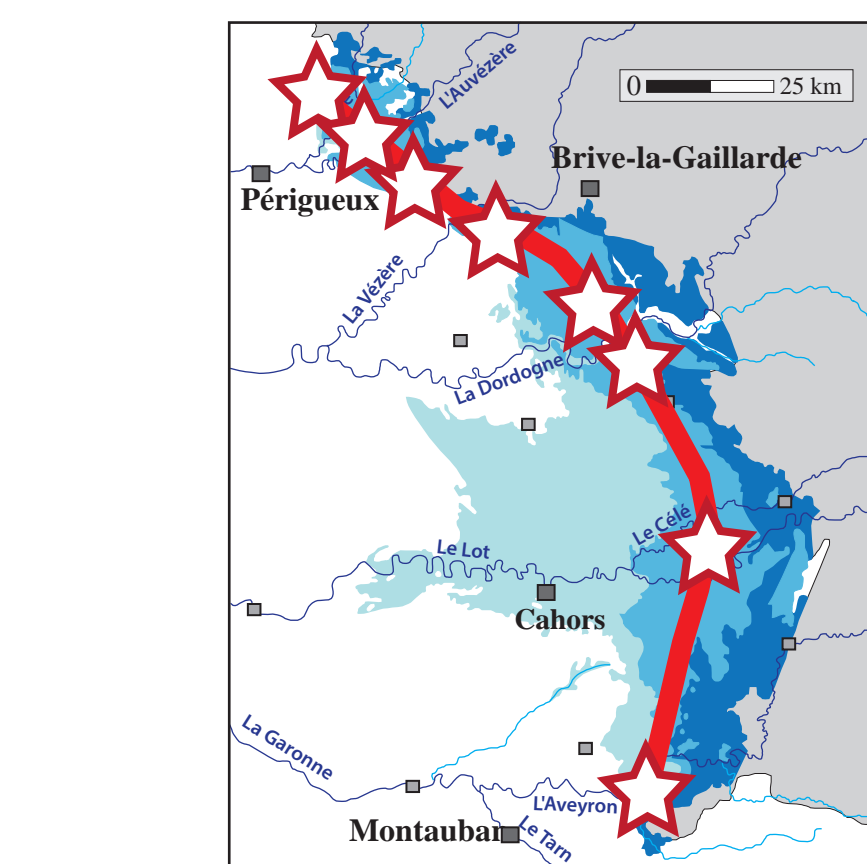 L'Auvézère
0 25 km
Brive-la-Gaillarde
Périgueux
La Vézère
La Dordogne
Le Célé
Le Lot
Cahors
La Garonne
L'Aveyron
Montauban
Le Tarn